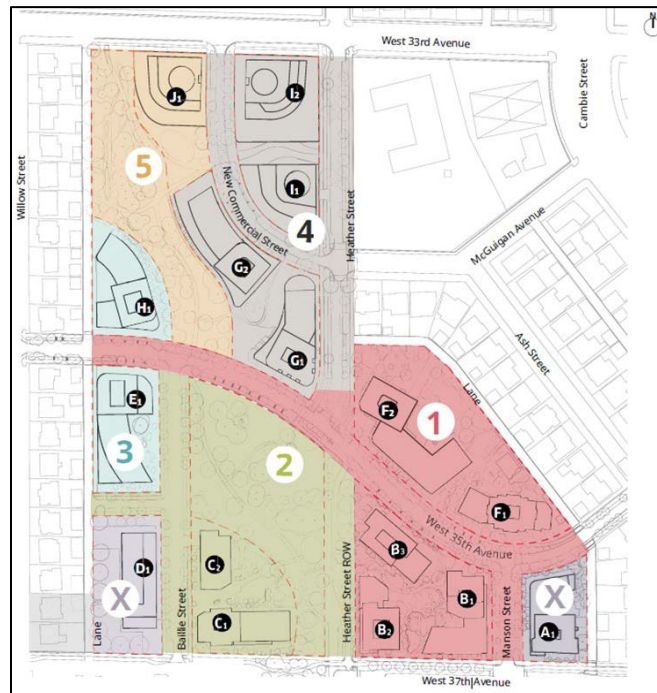 N
West 33rd Avenue
Cambie Street
Willow Street
J1
I2
5
New Commercial Street
I1
4
Heather Street
McGuigan Avenue
G2
H1
Ash Street
G1
Lane
E1
F2
1
3
2
F1
West 35th Avenue
B3
D1
C2
X
X
Lane
Baillie Street
C1
Heather Street ROW
B2
B1
Manson Street
A1
West 37th Avenue